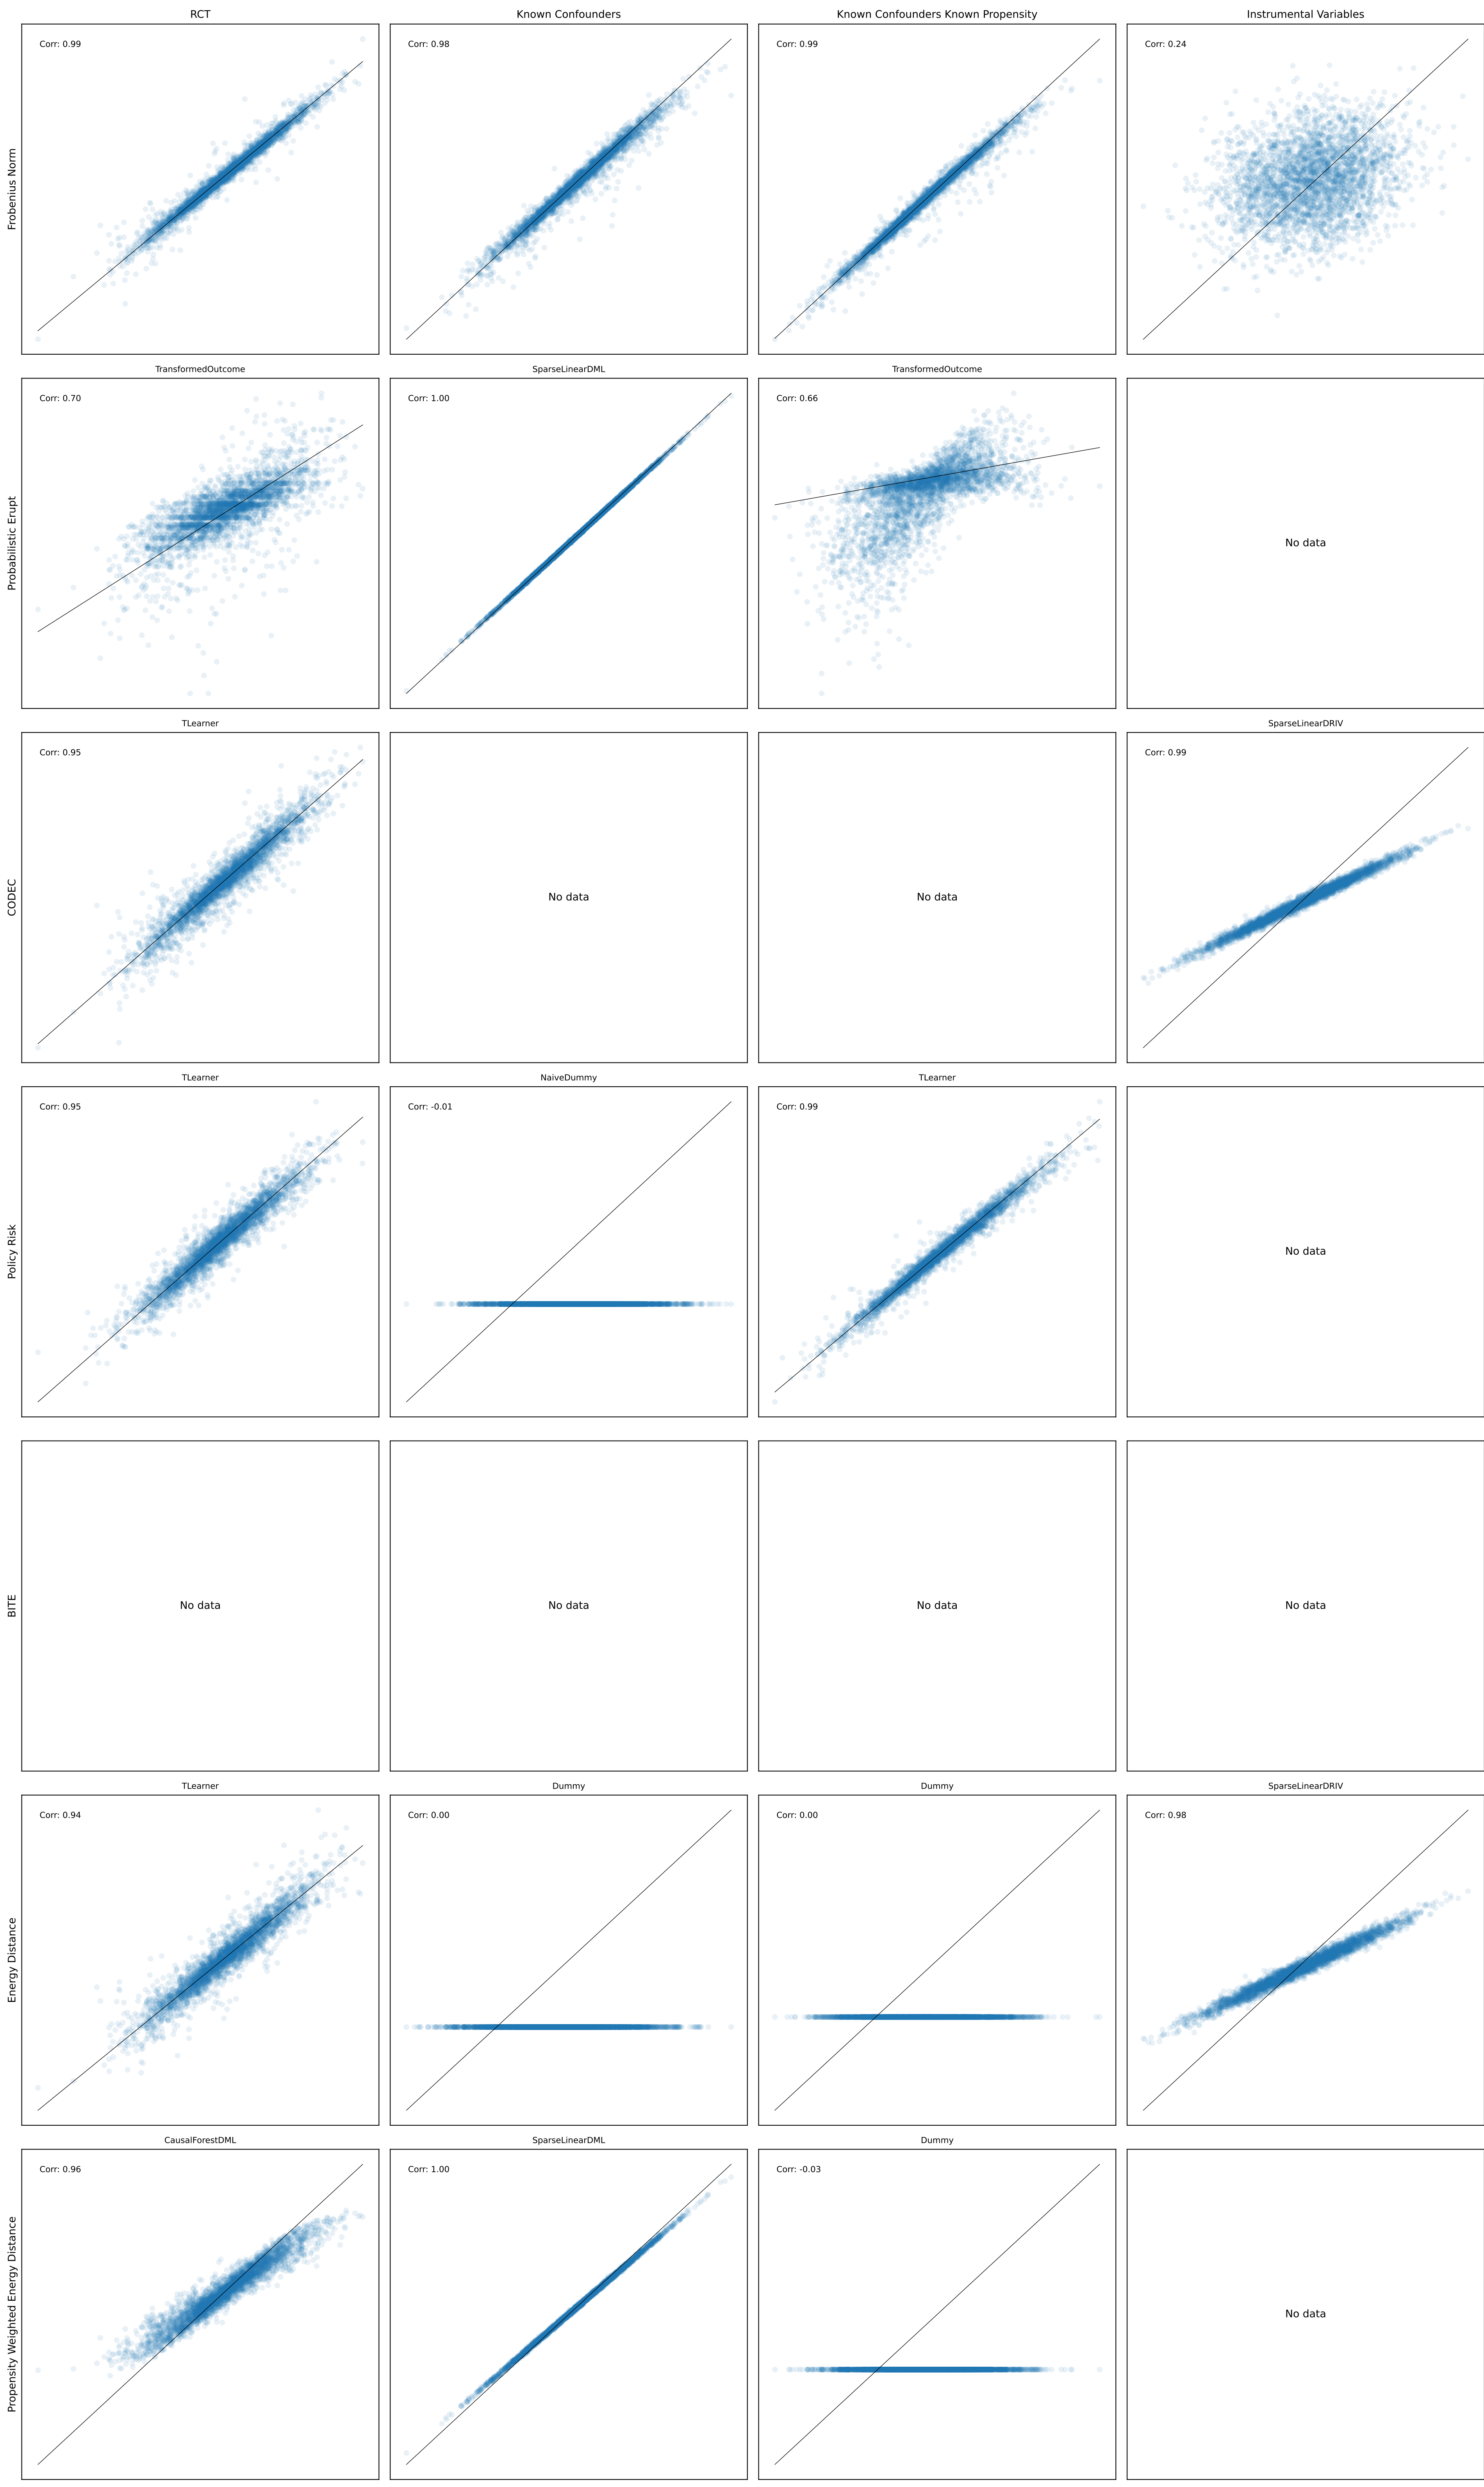 RCT
Known Confounders
Known Confounders Known Propensity
Instrumental Variables
Frobenius Norm
Corr: 0.99
Corr: 0.98
Corr: 0.99
Corr: 0.24
TransformedOutcome
SparseLinearDML
TransformedOutcome
Probabilistic Erupt
Corr: 0.70
Corr: 1.00
Corr: 0.66
No data
TLearner
SparseLinearDRIV
CODEC
Corr: 0.95
No data
No data
Corr: 0.99
TLearner
NaiveDummy
TLearner
Policy Risk
Corr: 0.95
Corr: -0.01
Corr: 0.99
No data
BITE
No data
No data
No data
No data
TLearner
Dummy
Dummy
SparseLinearDRIV
Energy Distance
Corr: 0.94
Corr: 0.00
Corr: 0.00
Corr: 0.98
CausalForestDML
SparseLinearDML
Dummy
Propensity Weighted Energy Distance
Corr: 0.96
Corr: 1.00
Corr: -0.03
No data